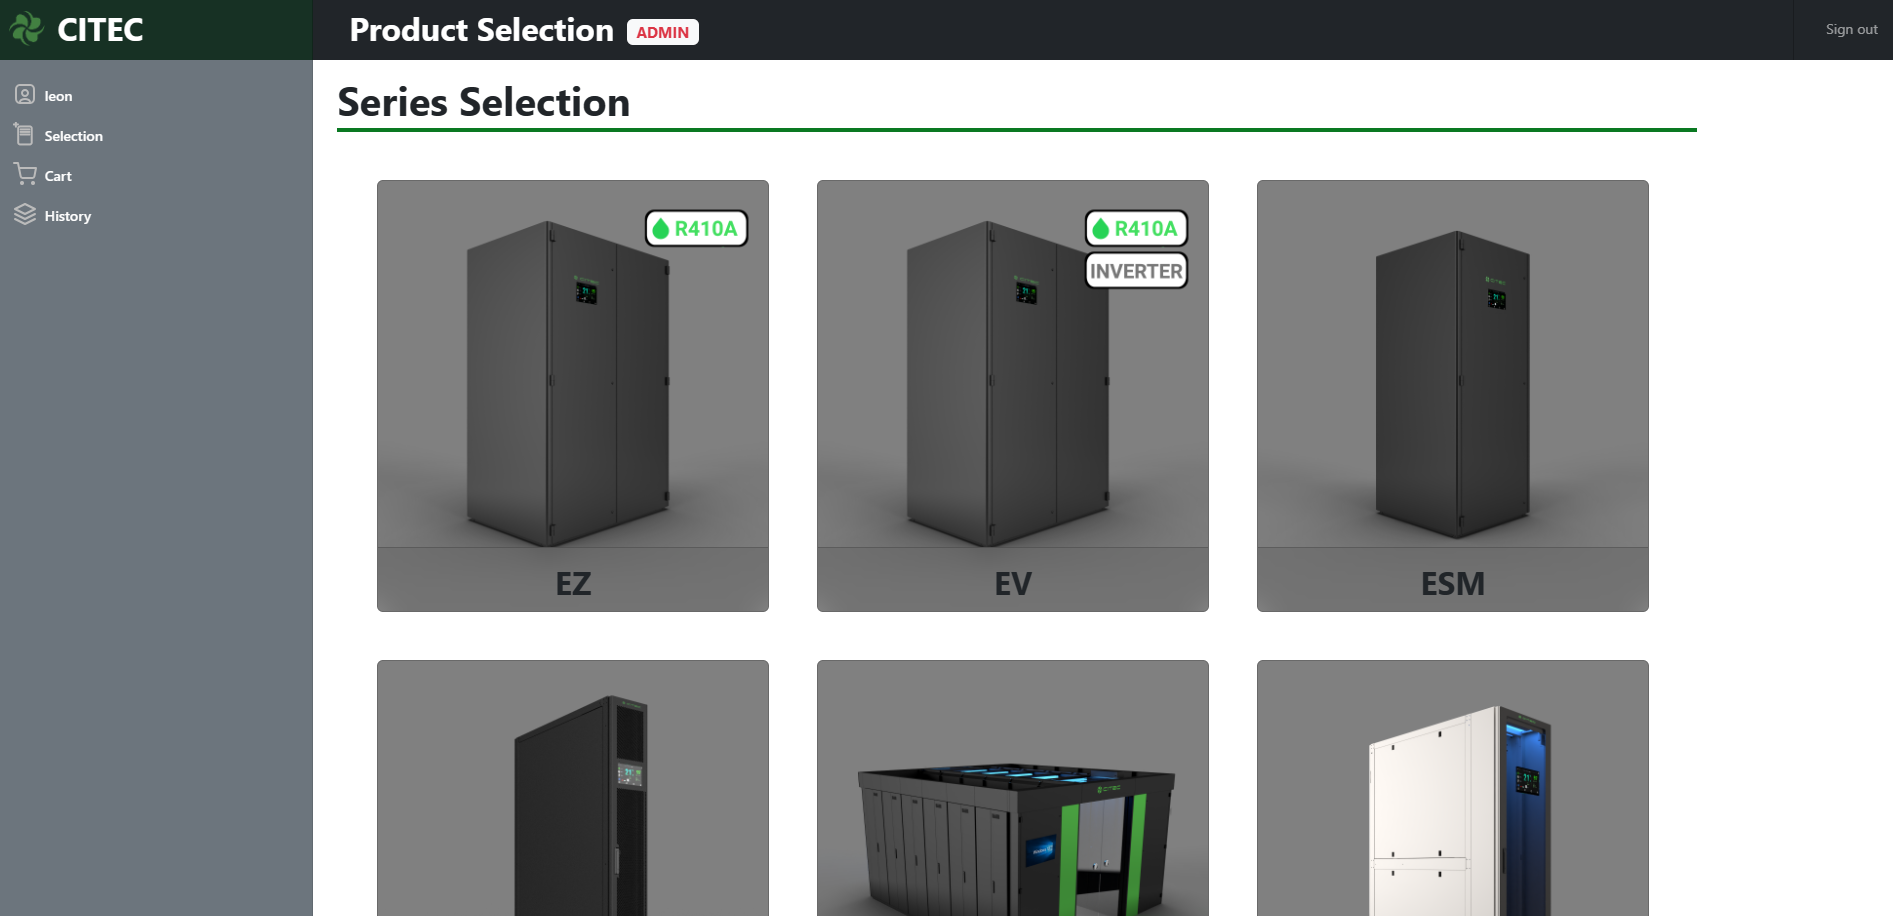 CITEC
Product Selection ADMIN
Sign out
leon
Selection
Cart
History
Series Selection
R410A
R410A
INVERTER
EZ
EV
ESM